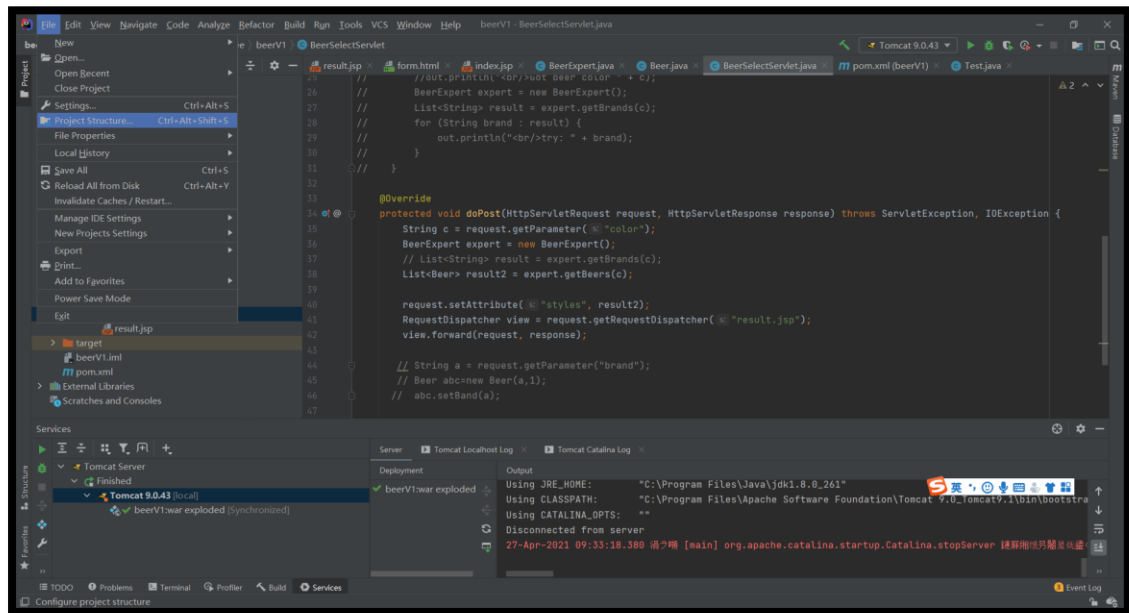 File Edit View Navigate Code Analyze Refactor Build Run Tools VCS Window Help beerV1 - BeerSelectServlet.java
beerV1 BeerSelectServlet Tomcat 9.0.43
New
Open...
Open Recent
Close Project
Settings... Ctrl+Alt+S
Project Structure... Ctrl+Alt+Shift+S
File Properties
Local History
Save All Ctrl+S
Reload All from Disk Ctrl+Alt+Y
Invalidate Caches / Restart...
Manage IDE Settings
New Projects Settings
Export
Print...
Add to Favorites
Power Save Mode
Exit
result.jsp
target
beerV1.iml
pom.xml
External Libraries
Scratches and Consoles
result.jsp form.html index.jsp BeerExpert.java Beer.java BeerSelectServlet.java pom.xml (beerV1) Test.java
25 // //out.println("<br/>Got beer color " + c);
26 // BeerExpert expert = new BeerExpert();
27 // List<String> result = expert.getBrands(c);
28 // for (String brand : result) {
29 // out.println("<br/>try: " + brand);
30 // }
31 // }
32
33 @Override
34 protected void doPost(HttpServletRequest request, HttpServletResponse response) throws ServletException, IOException {
35 String c = request.getParameter( s: "color");
36 BeerExpert expert = new BeerExpert();
37 // List<String> result = expert.getBrands(c);
38 List<Beer> result2 = expert.getBeers(c);
39
40 request.setAttribute( s: "styles", result2);
41 RequestDispatcher view = request.getRequestDispatcher( s: "result.jsp");
42 view.forward(request, response);
43
44 // String a = request.getParameter("brand");
45 // Beer abc=new Beer(a,1);
46 // abc.setBand(a);
47
2
Project
Structure
Favorites
Maven
Database
Services
Tomcat Server
Finished
Tomcat 9.0.43 [local]
beerV1:war exploded [Synchronized]
Server Tomcat Localhost Log Tomcat Catalina Log
Deployment Output
beerV1:war exploded
Using JRE_HOME: "C:\Program Files\Java\jdk1.8.0_261"
Using CLASSPATH: "C:\Program Files\Apache Software Foundation\Tomcat 9.0_Tomcat9.1\bin\bootstra
Using CATALINA_OPTS: ""
Disconnected from server
27-Apr-2021 09:33:18.380 [main] org.apache.catalina.startup.Catalina.stopServer
英
TODO Problems Terminal Profiler Build Services Event Log
Configure project structure